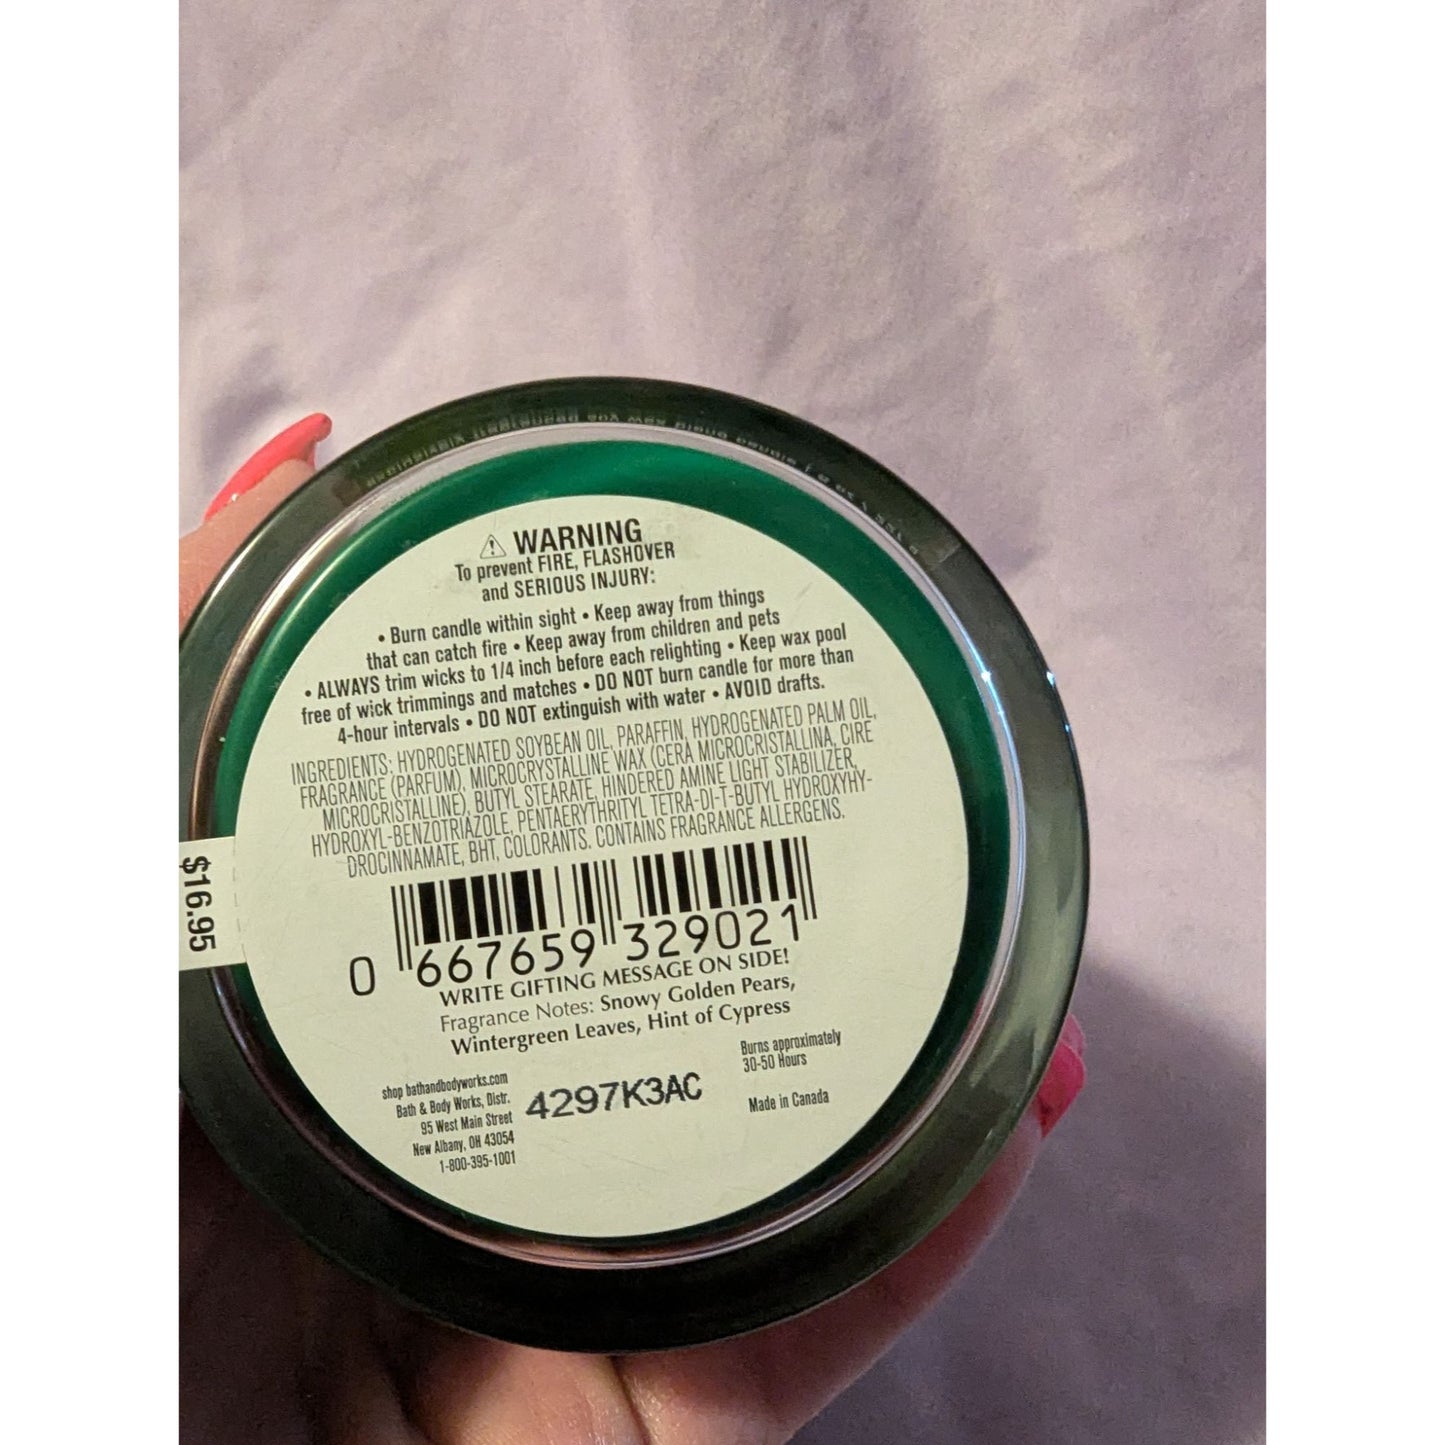 WARNING
To prevent FIRE, FLASHOVER
and SERIOUS INJURY:
• Burn candle within sight • Keep away from things
that can catch fire • Keep away from children and pets
• ALWAYS trim wicks to 1/4 inch before each relighting • Keep wax pool
free of wick trimmings and matches • DO NOT burn candle for more than
4-hour intervals • DO NOT extinguish with water • AVOID drafts.
INGREDIENTS: HYDROGENATED SOYBEAN OIL, PARAFFIN, HYDROGENATED PALM OIL,
FRAGRANCE (PARFUM), MICROCRYSTALLINE WAX (CERA MICROCRISTALLINA, CIRE
MICROCRISTALLINE), BUTYL STEARATE, HINDERED AMINE LIGHT STABILIZER,
HYDROXYL-BENZOTRIAZOLE, PENTAERYTHRITYL TETRA-DI-T-BUTYL HYDROXYHY-
DROCINNAMATE, BHT, COLORANTS. CONTAINS FRAGRANCE ALLERGENS.
$16.95
0 667659 329021
WRITE GIFTING MESSAGE ON SIDE!
Fragrance Notes: Snowy Golden Pears,
Wintergreen Leaves, Hint of Cypress
Burns approximately
30-50 Hours
shop bathandbodyworks.com
Bath & Body Works, Distr.
95 West Main Street
New Albany, OH 43054
1-800-395-1001
4297K3AC
Made in Canada